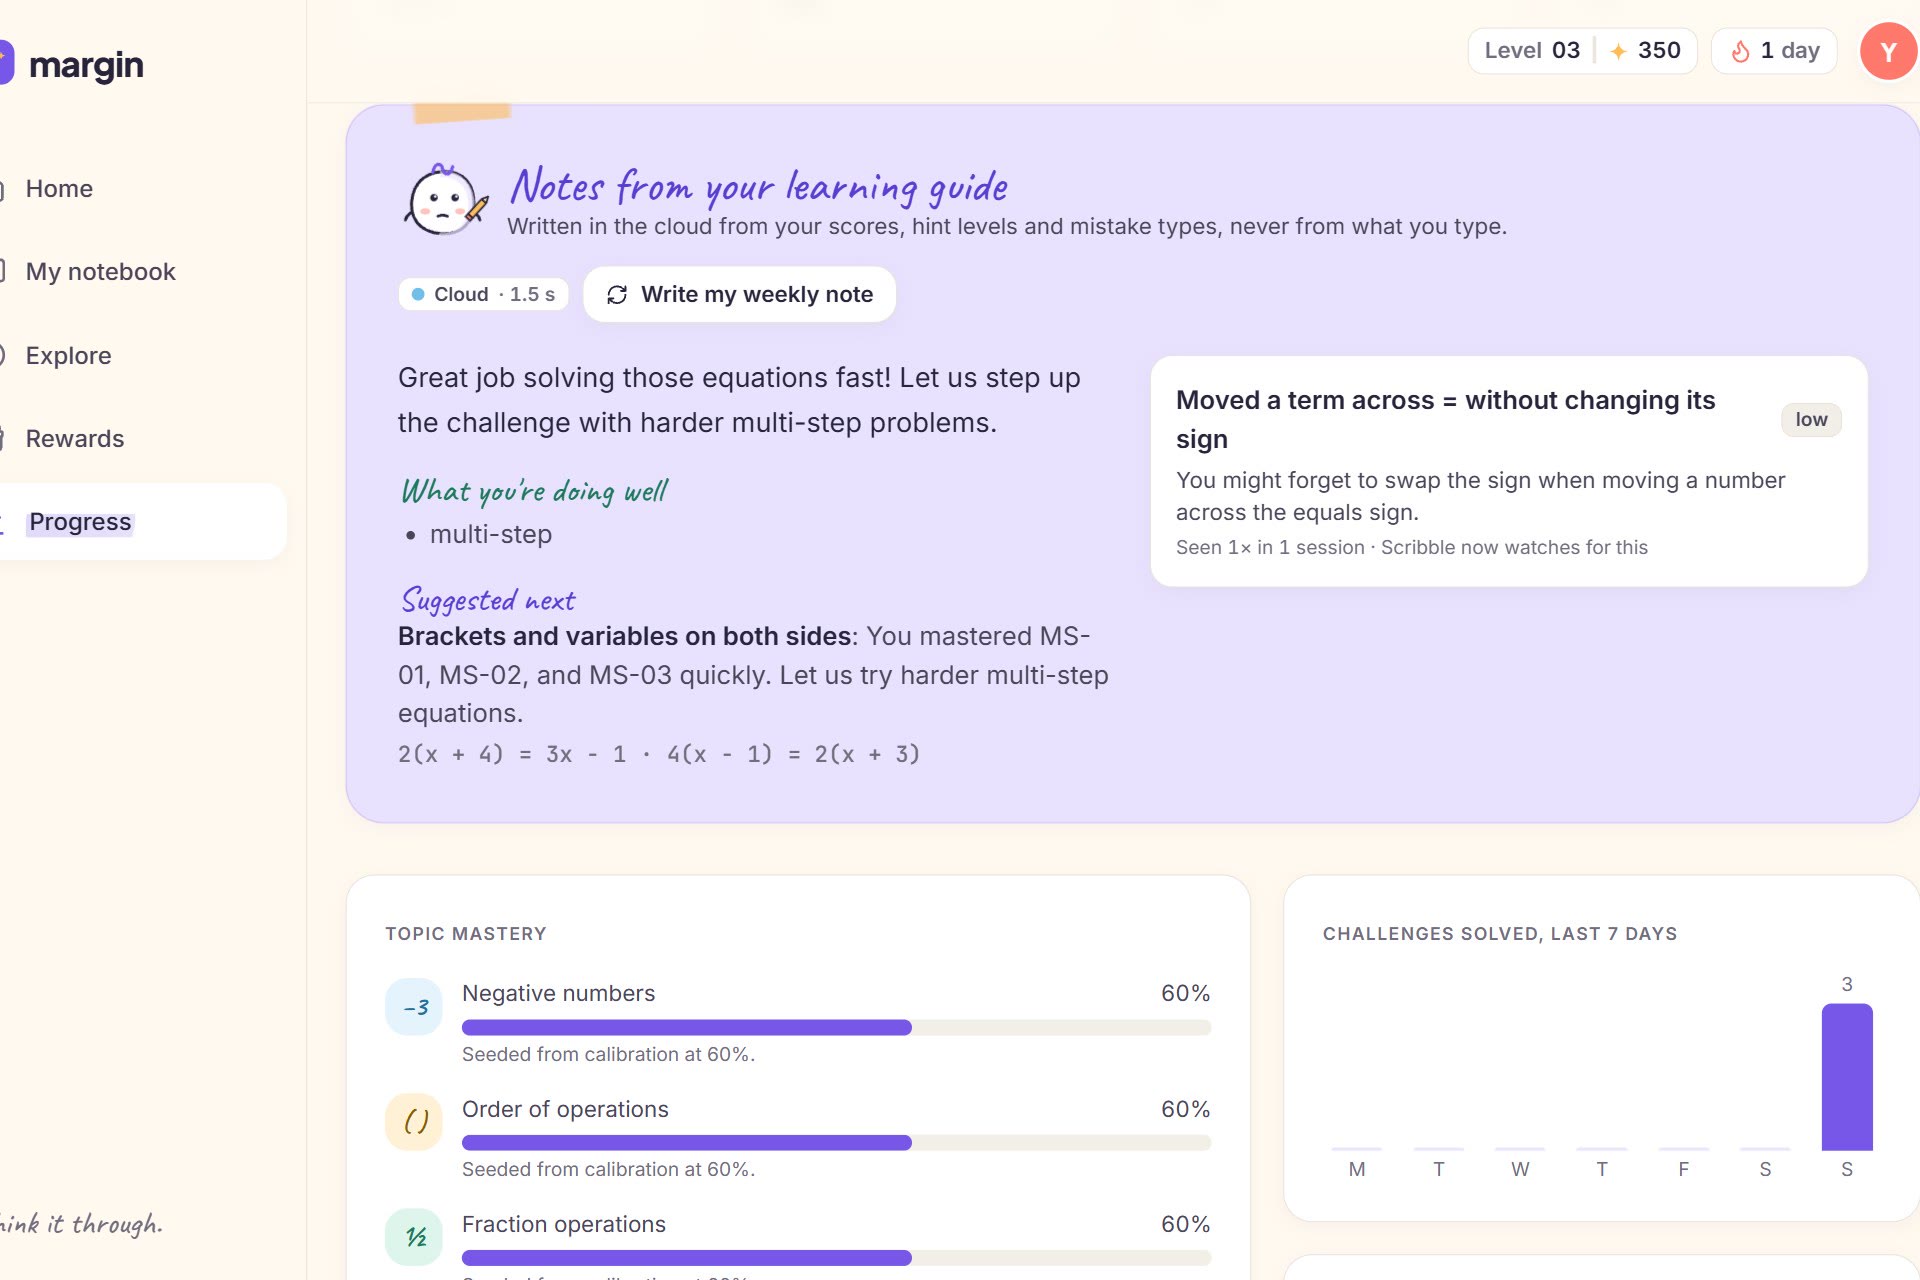 margin
Level 03
350
1 day
Y
Home
My notebook
Explore
Rewards
Progress
Notes from your learning guide
Written in the cloud from your scores, hint levels and mistake types, never from what you type.
Cloud · 1.5 s
Write my weekly note
Great job solving those equations fast! Let us step up
the challenge with harder multi-step problems.
What you're doing well
• multi-step
Suggested next
Brackets and variables on both sides: You mastered MS-
01, MS-02, and MS-03 quickly. Let us try harder multi-step
equations.
2(x + 4) = 3x - 1 · 4(x - 1) = 2(x + 3)
Moved a term across = without changing its
sign
low
You might forget to swap the sign when moving a number
across the equals sign.
Seen 1× in 1 session · Scribble now watches for this
TOPIC MASTERY
−3
Negative numbers
60%
Seeded from calibration at 60%.
()
Order of operations
60%
Seeded from calibration at 60%.
½
Fraction operations
60%
CHALLENGES SOLVED, LAST 7 DAYS
3
M T W T F S S
it through.